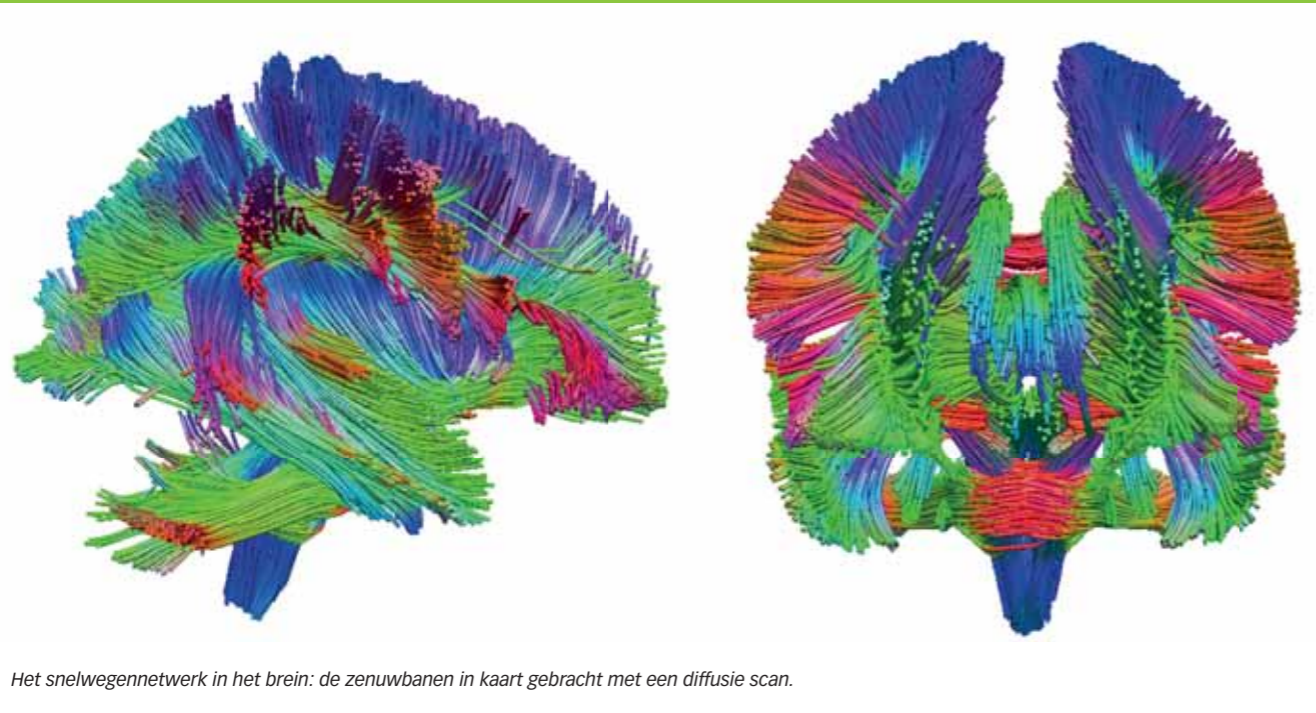 Het snelwegennetwerk in het brein: de zenuwbanen in kaart gebracht met een diffusie scan.